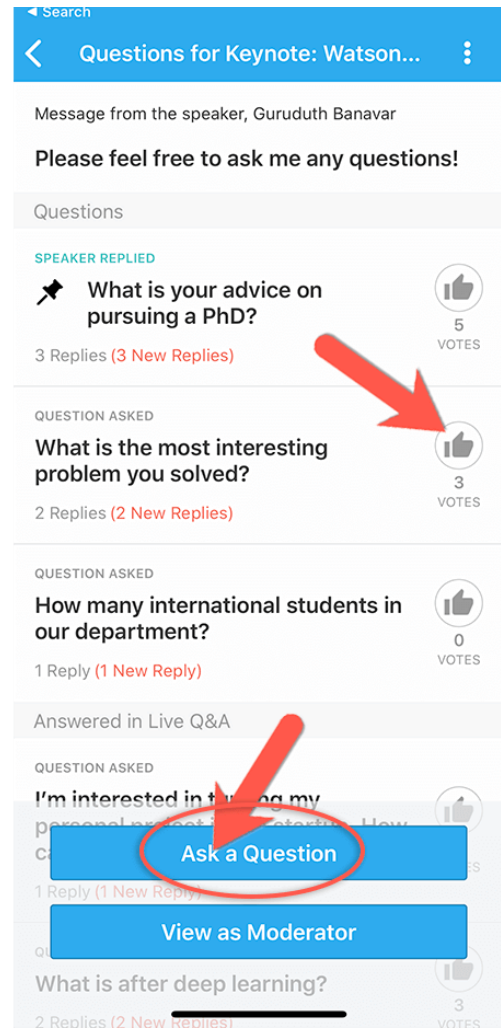 ◀ Search
Questions for Keynote: Watson...
Message from the speaker, Guruduth Banavar
Please feel free to ask me any questions!
Questions
SPEAKER REPLIED
What is your advice on
pursuing a PhD?
5
VOTES
3 Replies (3 New Replies)
QUESTION ASKED
What is the most interesting
problem you solved?
3
VOTES
2 Replies (2 New Replies)
QUESTION ASKED
How many international students in
our department?
0
VOTES
1 Reply (1 New Reply)
Answered in Live Q&A
QUESTION ASKED
I'm interested in my
personal project
Ask a Question
1 Reply (1 New Reply)
View as Moderator
What is after deep learning?
3
VOTES
2 Replies (2 New Replies)